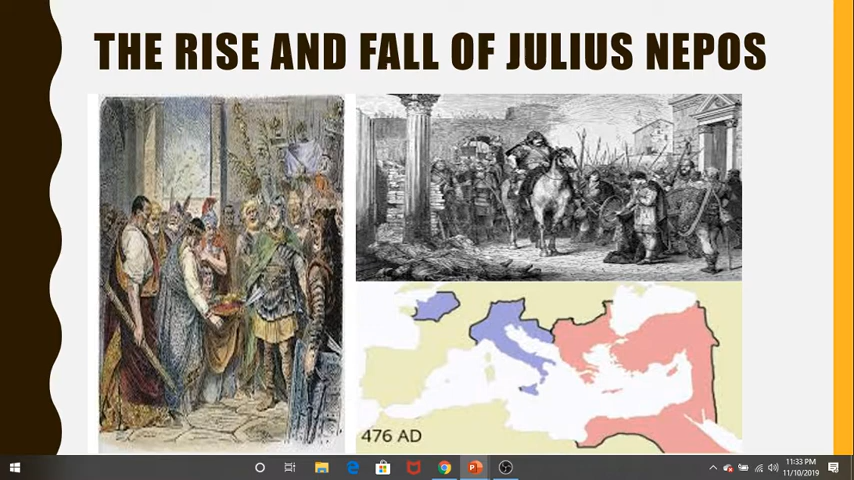 THE RISE AND FALL OF JULIUS NEPOS
476 AD
11:33 PM
11/10/2019